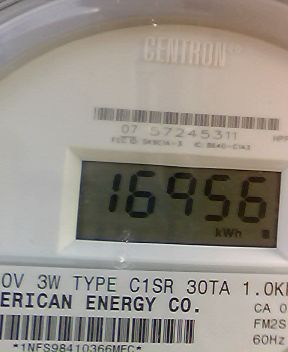 CENTRON®
07 57245311
16956
kWh
0V 3W TYPE C1SR 30TA 1.0K
ERICAN ENERGY CO.
CA 0
FM2S
60Hz
*1NFS98410366MEC*